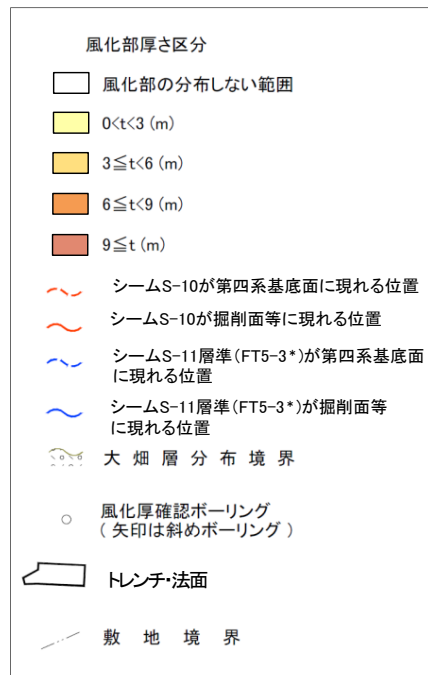 風化部厚さ区分
風化部の分布しない範囲
0<t<3 (m)
3≦t<6 (m)
6≦t<9 (m)
9≦t (m)
シームS-10が第四系基底面に現れる位置
シームS-10が掘削面等に現れる位置
シームS-11層準(FT5-3*)が第四系基底面
に現れる位置
シームS-11層準(FT5-3*)が掘削面等
に現れる位置
大畑層分布境界
風化厚確認ボーリング
( 矢印は斜めボーリング )
トレンチ・法面
敷地境界